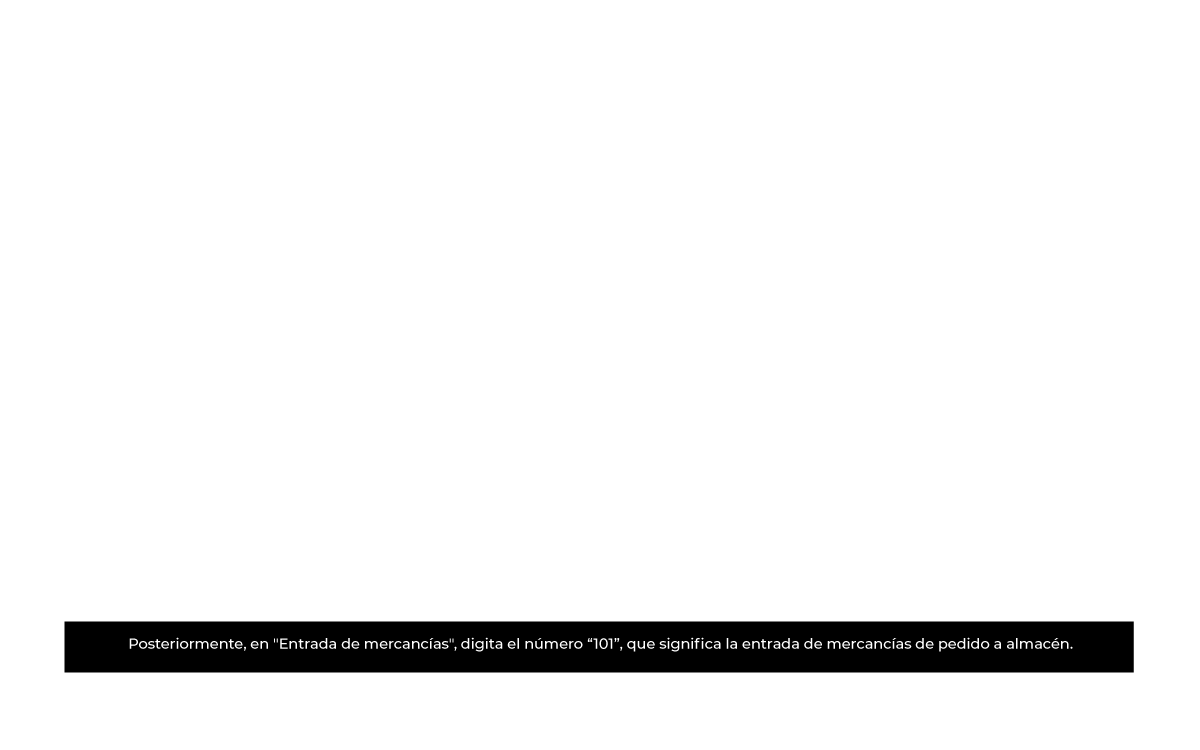 Posteriormente, en "Entrada de mercancías", digita el número “101”, que significa la entrada de mercancías de pedido a almacén.